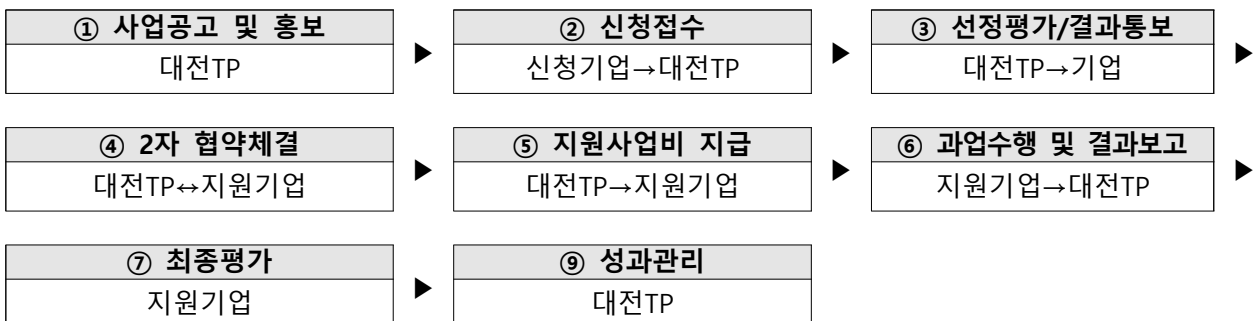 ① 사업공고 및 홍보
대전TP
▶
② 신청접수
신청기업→대전TP
▶
③ 선정평가/결과통보
대전TP→기업
▶
④ 2자 협약체결
대전TP↔지원기업
▶
⑤ 지원사업비 지급
대전TP→지원기업
▶
⑥ 과업수행 및 결과보고
지원기업→대전TP
▶
⑦ 최종평가
지원기업
▶
⑨ 성과관리
대전TP